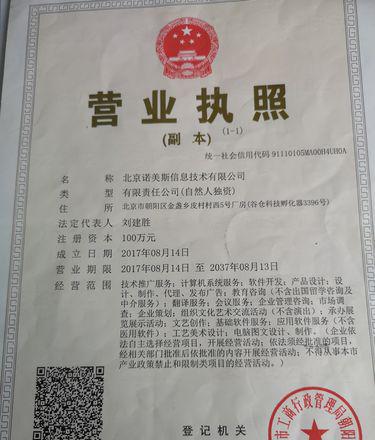 营业执照
(副 本) (1-1)
统一社会信用代码 91110105MA00H4UH0A
名 称 北京诺美斯信息技术有限公司
类 型 有限责任公司(自然人独资)
住 所 北京市朝阳区金盏乡皮村村西5号厂房(谷仓科技孵化器3396号)
法定代表人 刘建胜
注册资本 100万元
成立日期 2017年08月14日
营业期限 2017年08月14日 至 2037年08月13日
经营范围 技术推广服务；计算机系统服务；软件开发；产品设计；设
计、制作、代理、发布广告；教育咨询（不含出国留学咨询及
中介服务）；翻译服务；会议服务；企业管理咨询；市场调
查；企业策划；组织文化艺术交流活动（不含演出）；承办展
览展示活动；文艺创作；基础软件服务；应用软件服务（不含
医用软件）；工艺美术设计；电脑图文设计、制作。（企业依
法自主选择经营项目，开展经营活动；依法须经批准的项目，
经相关部门批准后依批准的内容开展经营活动；不得从事本市
产业政策禁止和限制类项目的经营活动。）
登记机关
市工商行政管理局朝阳